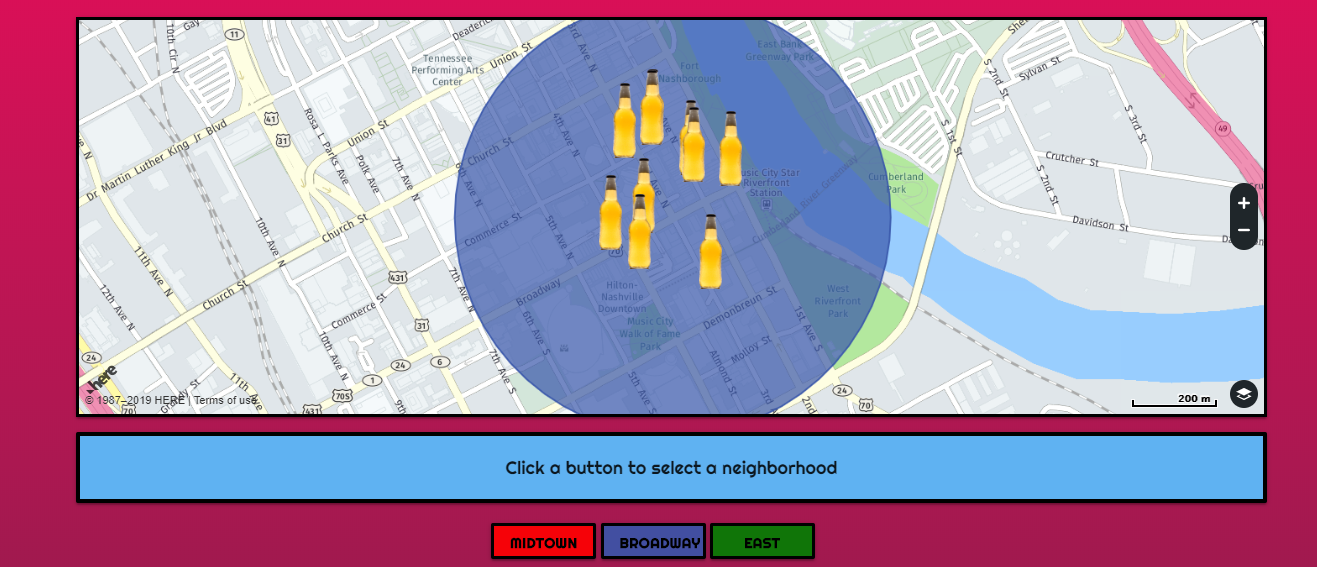 11
10th Cir N
Deaderick
Union St
3rd Ave N
East Bank
Greenway Park
S 2nd St
Sylvan St
Tennessee
Performing Arts
Center
Fort
Nashborough
41
31
Rosa L Parks Ave
Union St
4th Ave N
S 1st St
S 3rd St
49
Dr Martin Luther King Jr Blvd
Polk Ave
7th Ave N
Church St
Crutcher St
Music City Star
Riverfront
Station
Cumberland
Park
S 2nd St
10th Ave N
Church St
Commerce St
5th Ave N
Cumberland River Greenway
Davidson St
+
−
11th Ave N
431
7th Ave N
70
12th Ave N
Church St
Commerce St
Broadway
Hilton-
Nashville
Downtown
Music City
Walk of Fame
Park
Demonbreun St
West
Riverfront
Park
31
6th Ave S
1st Ave S
10th Ave N
Molloy St
Almond St
24
24
6
7th Ave S
1
5th Ave S
here
11th Ave
70S
24
70
70
431
© 1987–2019 HERE | Terms of use
200 m
Click a button to select a neighborhood
MIDTOWN
BROADWAY
EAST